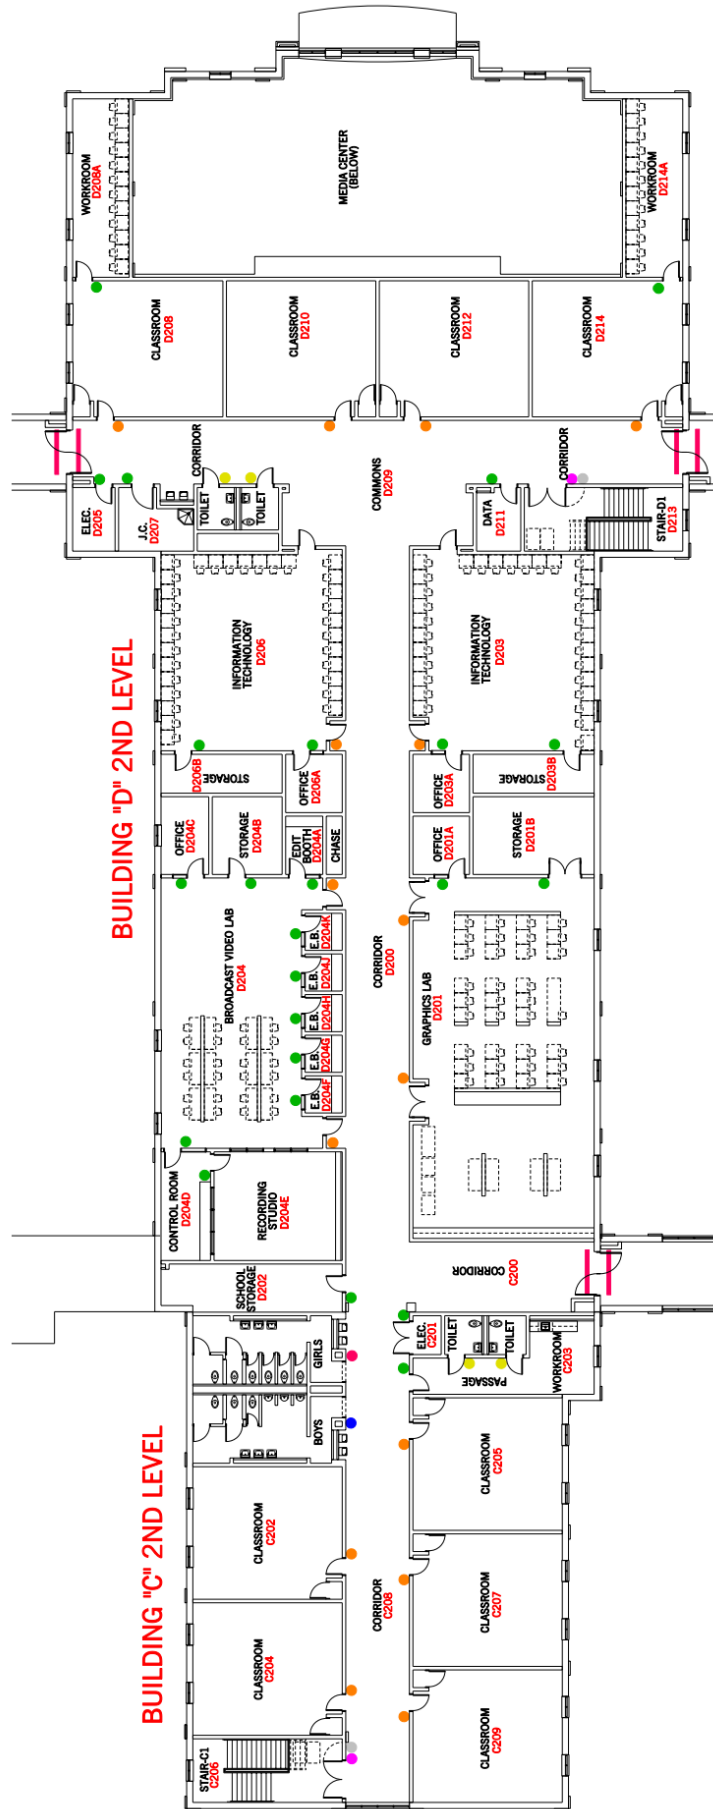 MEDIA CENTER
(BELOW)
WORKROOM
D208A
WORKROOM
D214A
CLASSROOM
D208
CLASSROOM
D210
CLASSROOM
D212
CLASSROOM
D214
CORRIDOR
COMMONS
D209
CORRIDOR
ELEC.
D205
J.C.
D207
TOILET
TOILET
DATA
D211
STAIR-D1
D213
BUILDING "D" 2ND LEVEL
INFORMATION
TECHNOLOGY
D206
INFORMATION
TECHNOLOGY
D203
D206B
STORAGE
OFFICE
D206A
OFFICE
D203A
STORAGE
D203B
OFFICE
D204C
STORAGE
D204B
EDIT
BOOTH
D204A
CHASE
OFFICE
D201A
STORAGE
D201B
BROADCAST VIDEO LAB
D204
E.B.
D204K
E.B.
D204J
E.B.
D204H
E.B.
D204G
E.B.
D204F
CORRIDOR
D200
GRAPHICS LAB
D201
CONTROL ROOM
D204D
RECORDING
STUDIO
D204E
SCHOOL
STORAGE
D202
CORRIDOR
C200
GIRLS
BOYS
ELEC.
C201
TOILET
TOILET
PASSAGE
WORKROOM
C203
BUILDING "C" 2ND LEVEL
CLASSROOM
C202
CLASSROOM
C205
CLASSROOM
C204
CORRIDOR
C208
CLASSROOM
C207
STAIR-C1
C206
CLASSROOM
C209